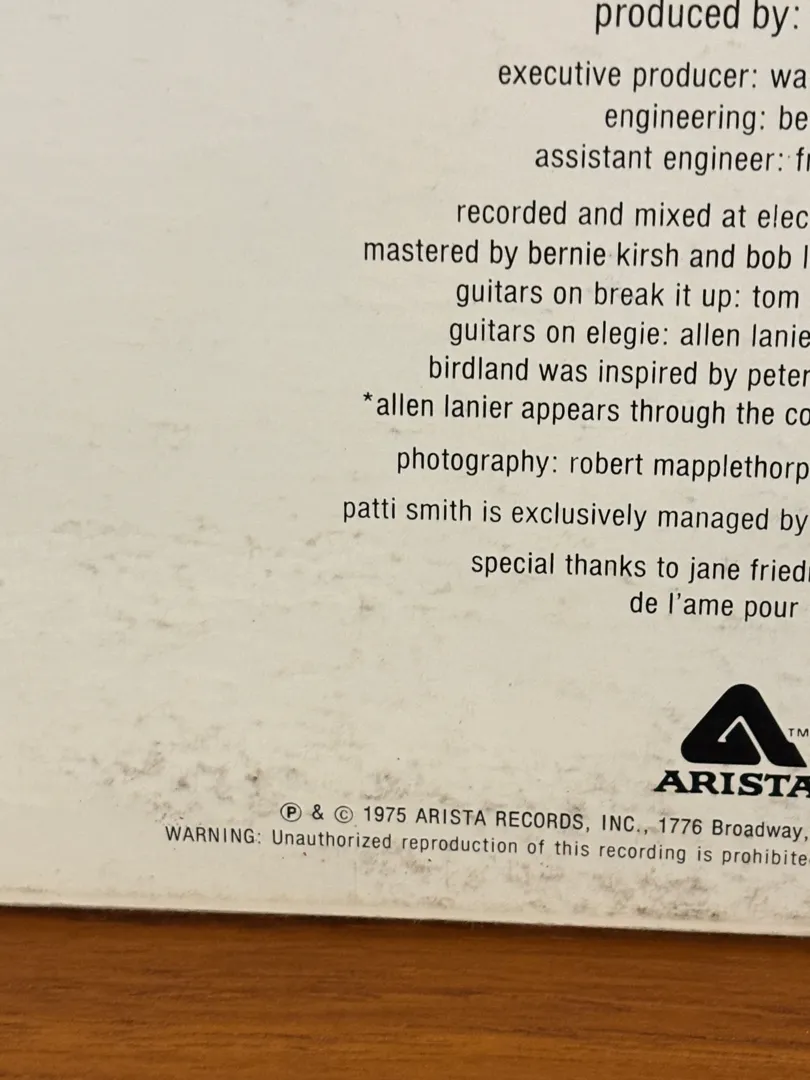 produced by:
executive producer: wa
engineering: be
assistant engineer: fr
recorded and mixed at elec
mastered by bernie kirsh and bob l
guitars on break it up: tom
guitars on elegie: allen lanie
birdland was inspired by peter
*allen lanier appears through the co
photography: robert mapplethorp
patti smith is exclusively managed by
special thanks to jane fried
de l'ame pour
TM
ARISTA
Ⓟ & © 1975 ARISTA RECORDS, INC., 1776 Broadway,
WARNING: Unauthorized reproduction of this recording is prohibite